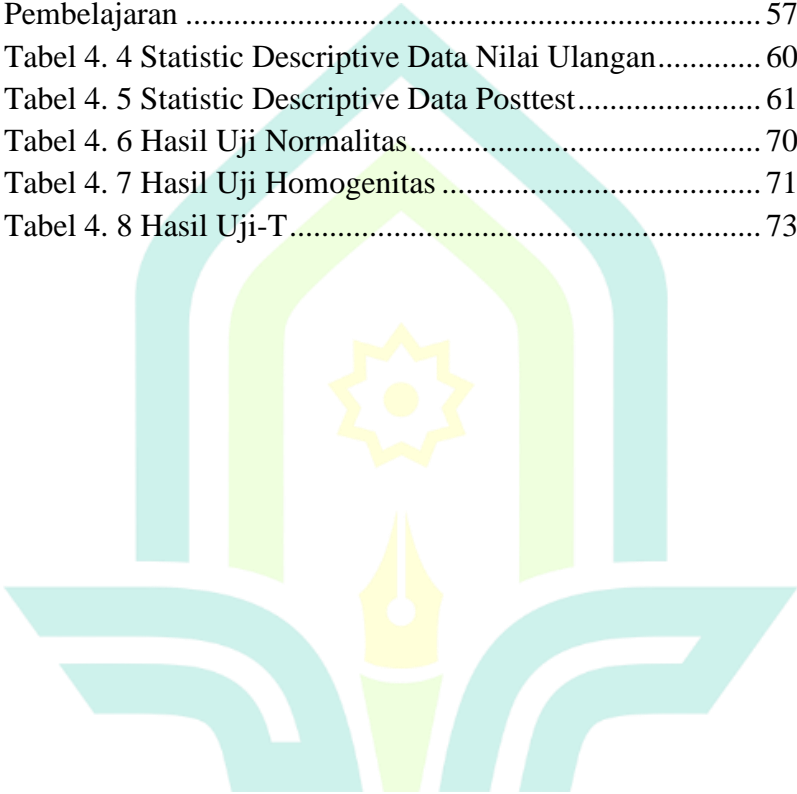 Pembelajaran ........................................................................... 57
Tabel 4. 4 Statistic Descriptive Data Nilai Ulangan............. 60
Tabel 4. 5 Statistic Descriptive Data Posttest........................ 61
Tabel 4. 6 Hasil Uji Normalitas.............................................. 70
Tabel 4. 7 Hasil Uji Homogenitas .......................................... 71
Tabel 4. 8 Hasil Uji-T.............................................................. 73